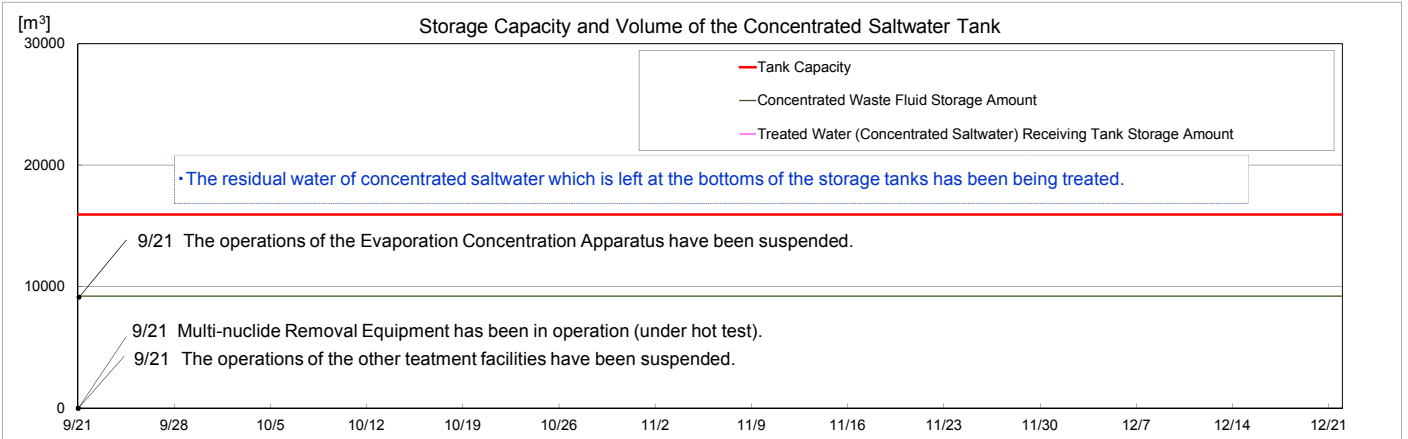 [m³]
Storage Capacity and Volume of the Concentrated Saltwater Tank
30000
Tank Capacity
Concentrated Waste Fluid Storage Amount
Treated Water (Concentrated Saltwater) Receiving Tank Storage Amount
20000
・The residual water of concentrated saltwater which is left at the bottoms of the storage tanks has been being treated.
9/21 The operations of the Evaporation Concentration Apparatus have been suspended.
10000
9/21 Multi-nuclide Removal Equipment has been in operation (under hot test).
9/21 The operations of the other teatment facilities have been suspended.
0
9/21 9/28 10/5 10/12 10/19 10/26 11/2 11/9 11/16 11/23 11/30 12/7 12/14 12/21